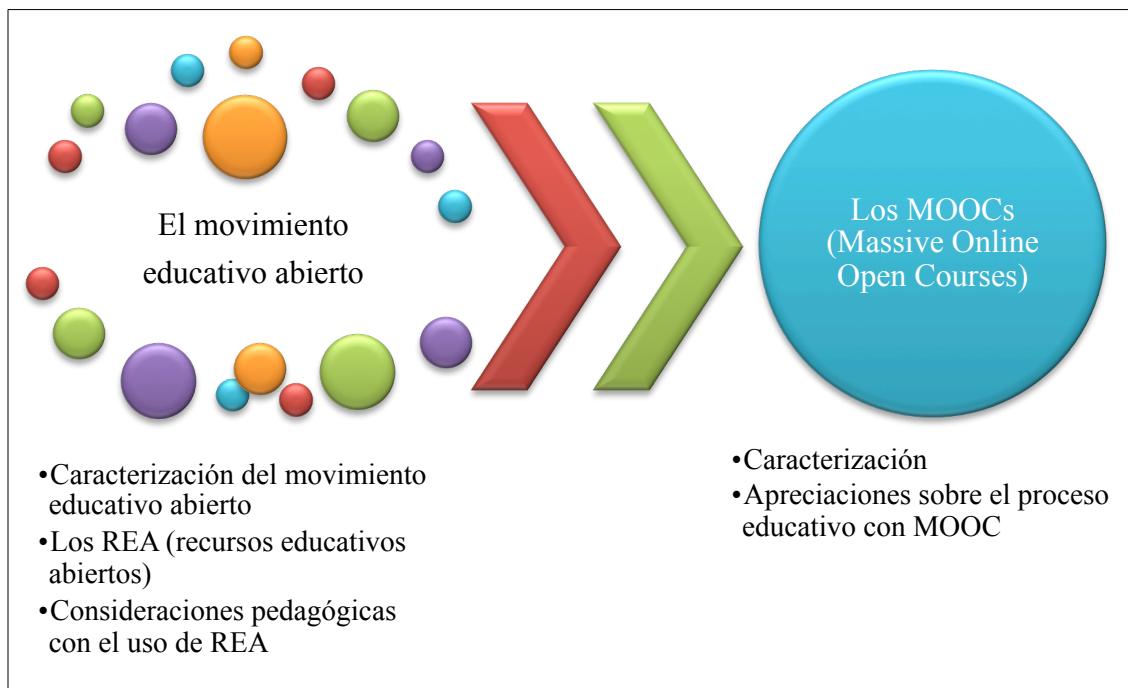 El movimiento
educativo abierto
•Caracterización del movimiento
educativo abierto
•Los REA (recursos educativos
abiertos)
•Consideraciones pedagógicas
con el uso de REA
Los MOOCs
(Massive Online
Open Courses)
•Caracterización
•Apreciaciones sobre el proceso
educativo con MOOC